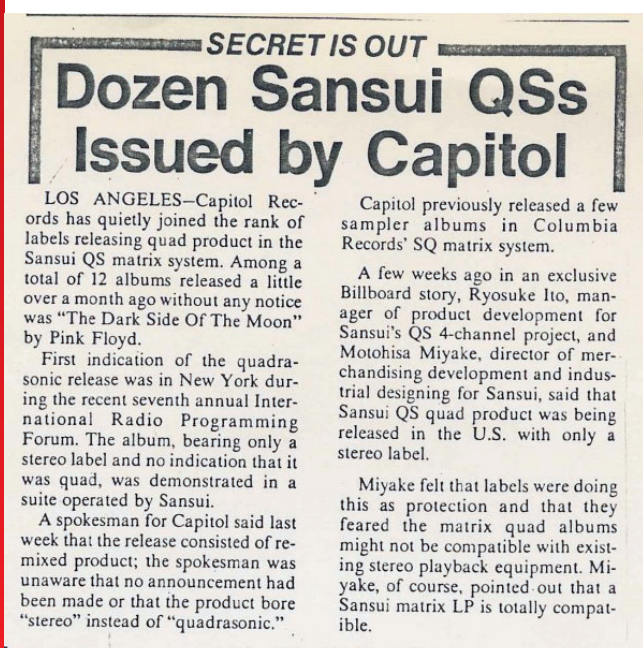 SECRET IS OUT
Dozen Sansui QSs
Issued by Capitol
LOS ANGELES—Capitol Rec-
ords has quietly joined the rank of
labels releasing quad product in the
Sansui QS matrix system. Among a
total of 12 albums released a little
over a month ago without any notice
was “The Dark Side Of The Moon”
by Pink Floyd.
First indication of the quadra-
sonic release was in New York dur-
ing the recent seventh annual Inter-
national Radio Programming
Forum. The album, bearing only a
stereo label and no indication that it
was quad, was demonstrated in a
suite operated by Sansui.
A spokesman for Capitol said last
week that the release consisted of re-
mixed product; the spokesman was
unaware that no announcement had
been made or that the product bore
“stereo” instead of “quadrasonic.”
Capitol previously released a few
sampler albums in Columbia
Records' SQ matrix system.
A few weeks ago in an exclusive
Billboard story, Ryosuke Ito, man-
ager of product development for
Sansui's QS 4-channel project, and
Motohisa Miyake, director of mer-
chandising development and indus-
trial designing for Sansui, said that
Sansui QS quad product was being
released in the U.S. with only a
stereo label.
Miyake felt that labels were doing
this as protection and that they
feared the matrix quad albums
might not be compatible with exist-
ing stereo playback equipment. Mi-
yake, of course, pointed out that a
Sansui matrix LP is totally compat-
ible.